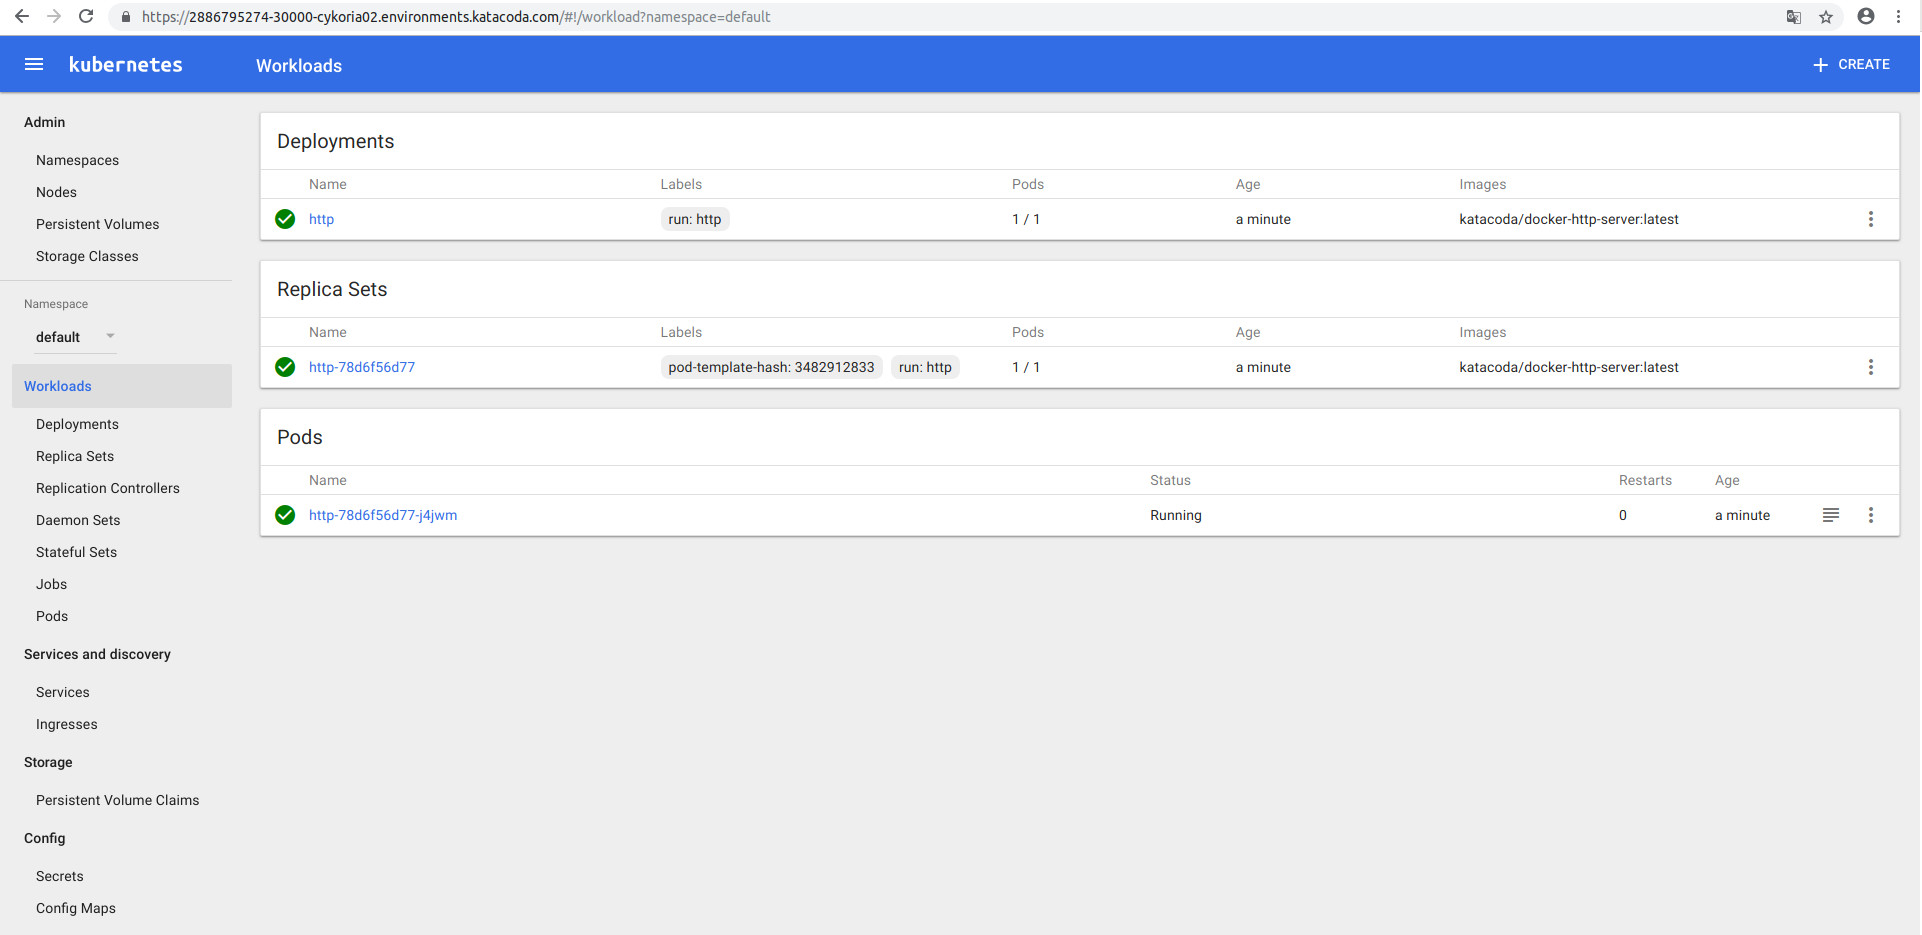 https://2886795274-30000-cykoria02.environments.katacoda.com/#!/workload?namespace=default
kubernetes
Workloads
CREATE
Admin
Namespaces
Nodes
Persistent Volumes
Storage Classes
Namespace
default
Workloads
Deployments
Replica Sets
Replication Controllers
Daemon Sets
Stateful Sets
Jobs
Pods
Services and discovery
Services
Ingresses
Storage
Persistent Volume Claims
Config
Secrets
Config Maps
Deployments
Name Labels Pods Age Images
http run: http 1 / 1 a minute katacoda/docker-http-server:latest
Replica Sets
Name Labels Pods Age Images
http-78d6f56d77 pod-template-hash: 3482912833 run: http 1 / 1 a minute katacoda/docker-http-server:latest
Pods
Name Status Restarts Age
http-78d6f56d77-j4jwm Running 0 a minute